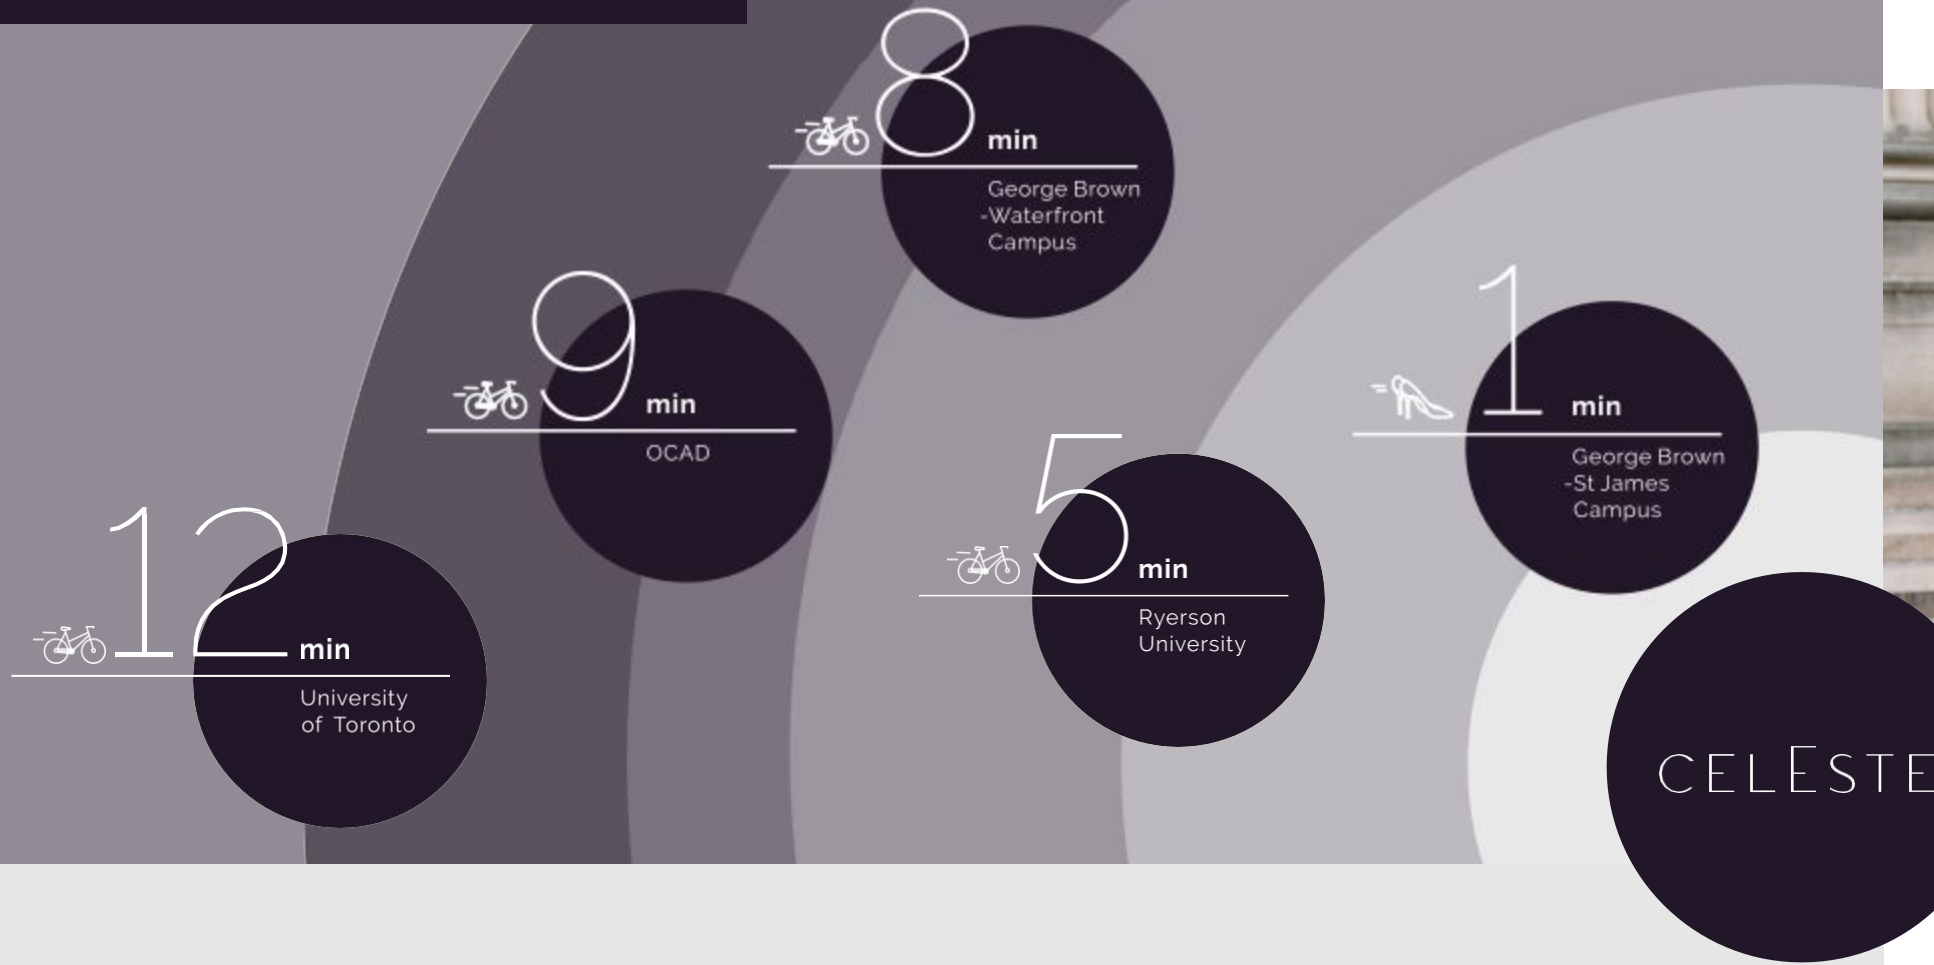 8 min
George Brown
-Waterfront
Campus
9 min
OCAD
1 min
George Brown
-St James
Campus
5 min
Ryerson
University
12 min
University
of Toronto
CELESTE